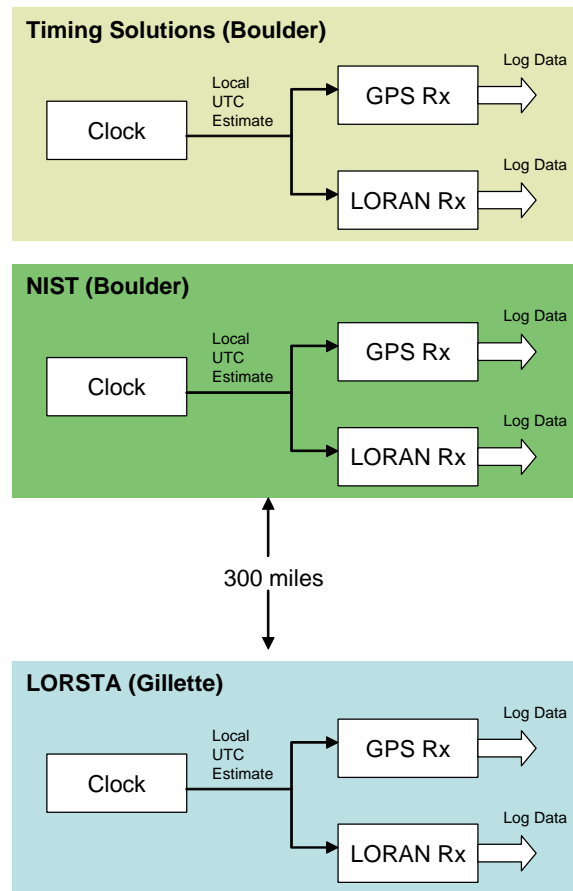 Timing Solutions (Boulder)
Log Data
Local
UTC
Estimate
GPS Rx
Clock
Log Data
LORAN Rx
NIST (Boulder)
Log Data
Local
UTC
Estimate
GPS Rx
Clock
Log Data
LORAN Rx
300 miles
LORSTA (Gillette)
Log Data
Local
UTC
Estimate
GPS Rx
Clock
Log Data
LORAN Rx